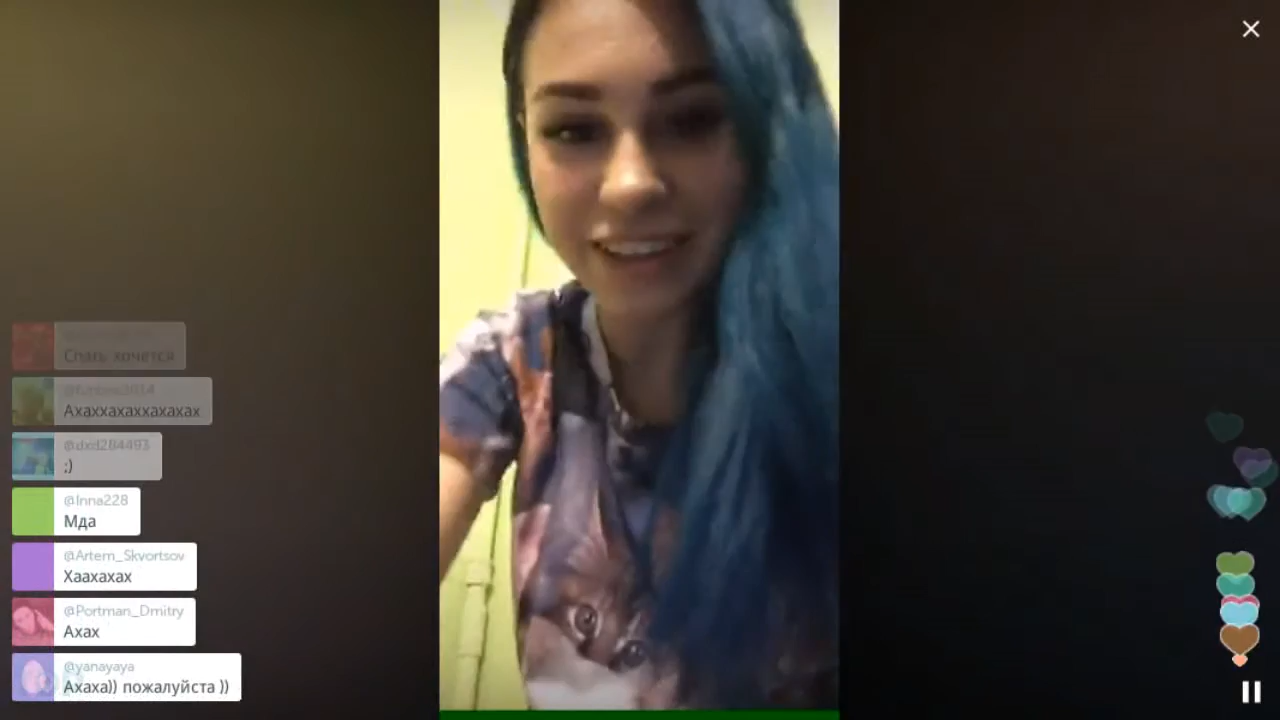 Спать хочется
Ахаххахаххахахах
@dxd284493
;)
@Inna228
Мда
@Artem_Skvortsov
Хаахахах
@Portman_Dmitry
Ахах
@yanayaya
Ахаха)) пожалуйста ))